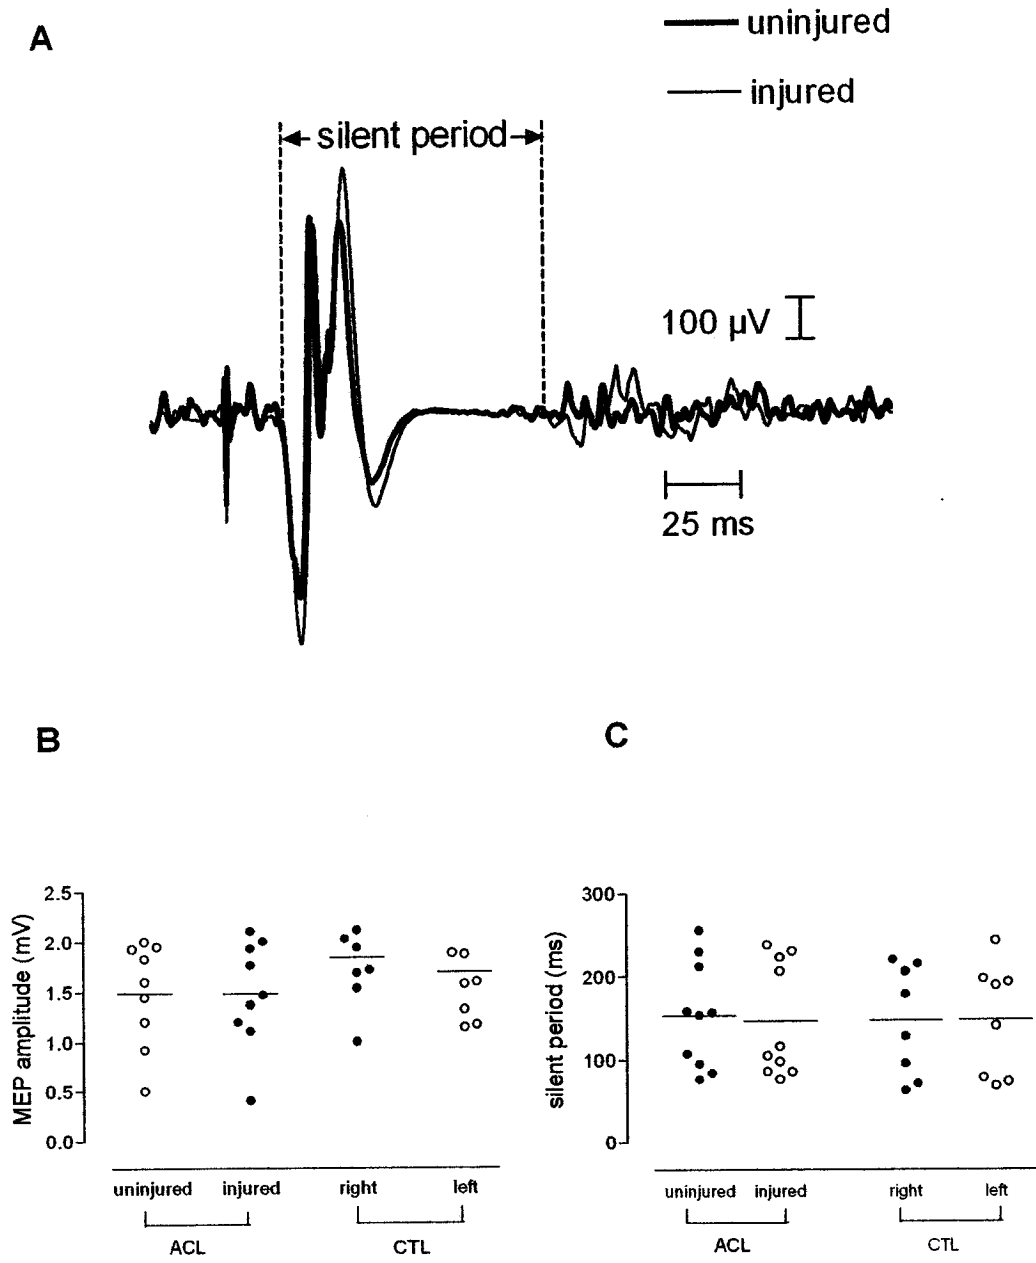 A
uninjured
injured
silent period
100 µV
25 ms
B
C
MEP amplitude (mV)
2.5
2.0
1.5
1.0
0.5
0.0
uninjured injured right left
ACL CTL
silent period (ms)
300
200
100
0
uninjured injured right left
ACL CTL